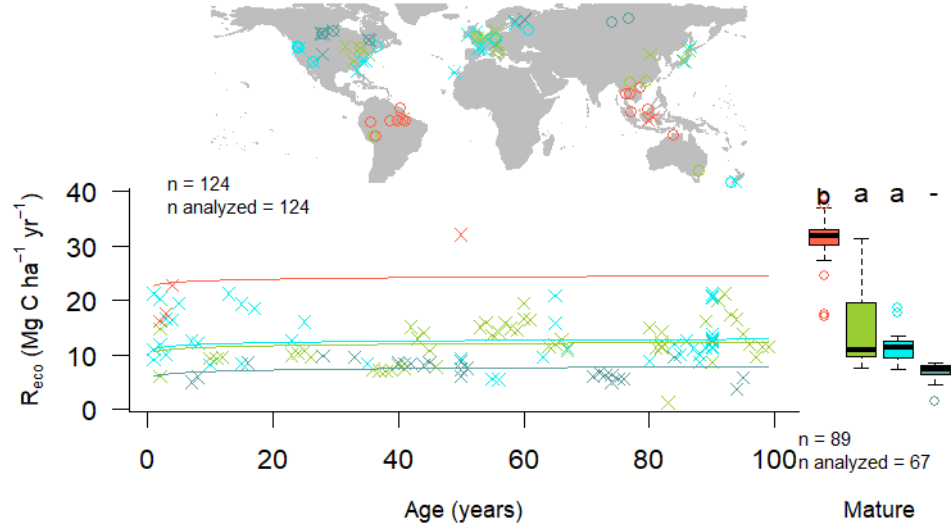 n = 124
n analyzed = 124
R_eco (Mg C ha⁻¹ yr⁻¹)
40
30
20
10
0
0 20 40 60 80 100
Age (years)
b a a -
n = 89
n analyzed = 67
Mature